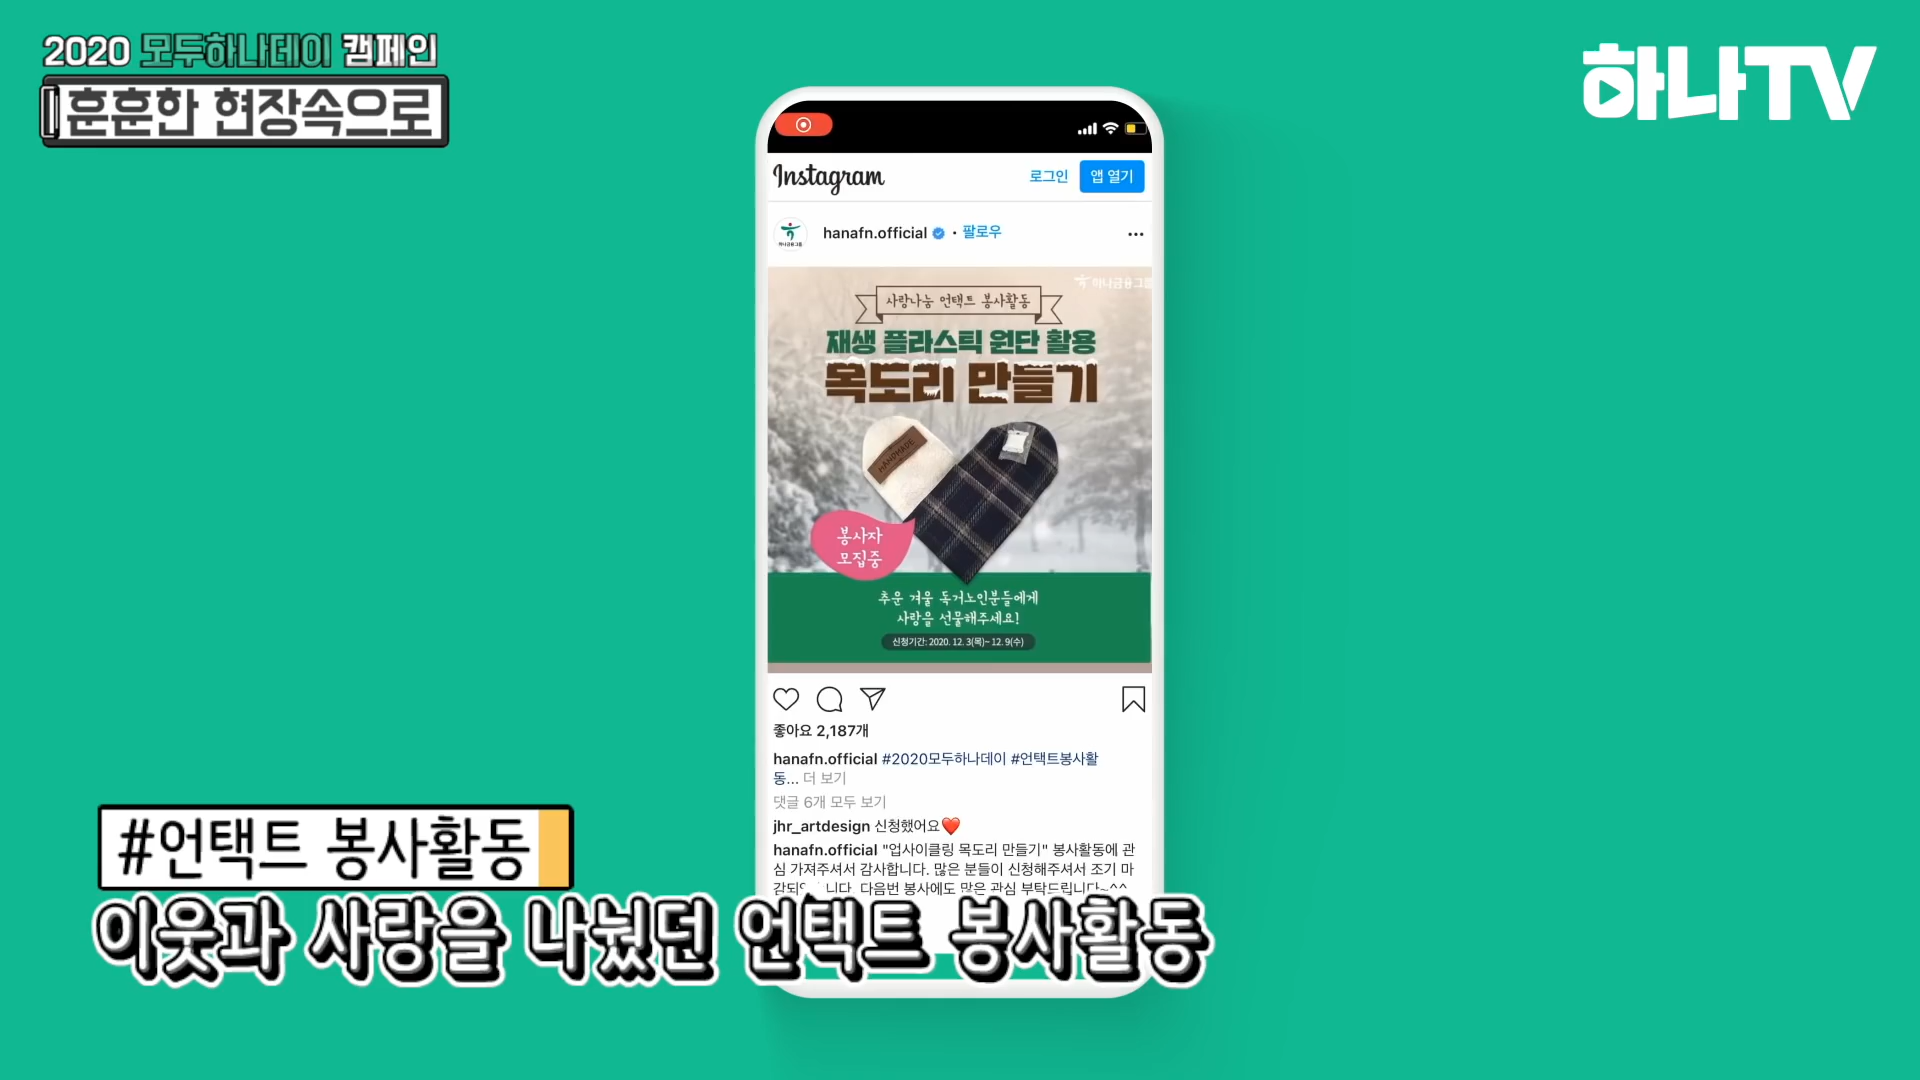 2020 모두하나데이 캠페인
훈훈한 현장속으로
하나TV
Instagram
로그인
앱 열기
하나금융그룹
hanafn.official • 팔로우
하나금융그룹
사랑나눔 언택트 봉사활동
재생 플라스틱 원단 활용
목도리 만들기
HANDMADE
봉사자
모집중
추운 겨울 독거노인분들에게
사랑을 선물해주세요!
신청기간: 2020. 12. 3(목)~ 12. 9(수)
좋아요 2,187개
hanafn.official #2020모두하나데이 #언택트봉사활
동... 더 보기
댓글 6개 모두 보기
jhr_artdesign 신청했어요❤️
hanafn.official "업사이클링 목도리 만들기" 봉사활동에 관
심 가져주셔서 감사합니다. 많은 분들이 신청해주셔서 조기 마
다음번 봉사에도 많은 관심 부탁드립니다~^^
#언택트 봉사활동
이웃과 사랑을 나눴던 언택트 봉사활동